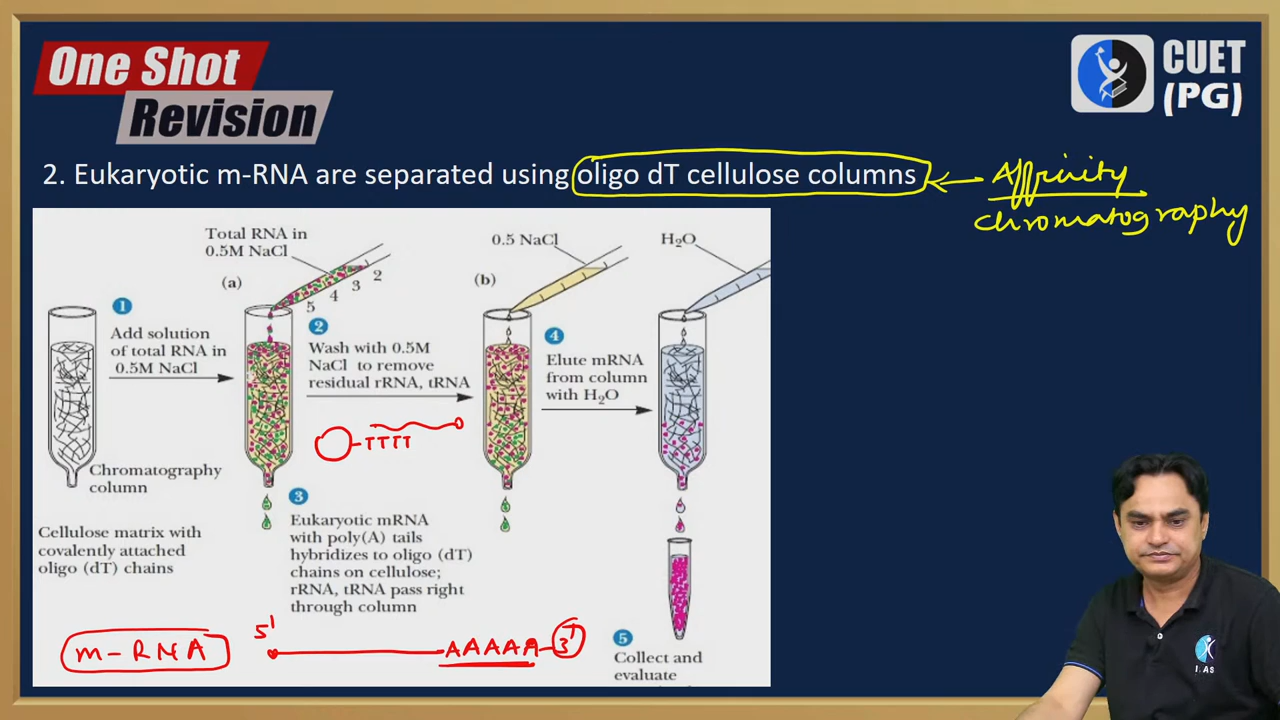 One Shot
Revision
CUET
(PG)
2. Eukaryotic m-RNA are separated using oligo dT cellulose columns
Affinity
chromatography
Total RNA in
0.5M NaCl
(a)
2
3
4
5
0.5 NaCl
(b)
H₂O
1
Add solution
of total RNA in
0.5M NaCl
2
Wash with 0.5M
NaCl to remove
residual rRNA, tRNA
4
Elute mRNA
from column
with H₂O
TTTT
Chromatography
column
Cellulose matrix with
covalently attached
oligo (dT) chains
3
Eukaryotic mRNA
with poly(A) tails
hybridizes to oligo (dT)
chains on cellulose;
rRNA, tRNA pass right
through column
5
Collect and
evaluate
m-RNA
5'
AAAAA-3'